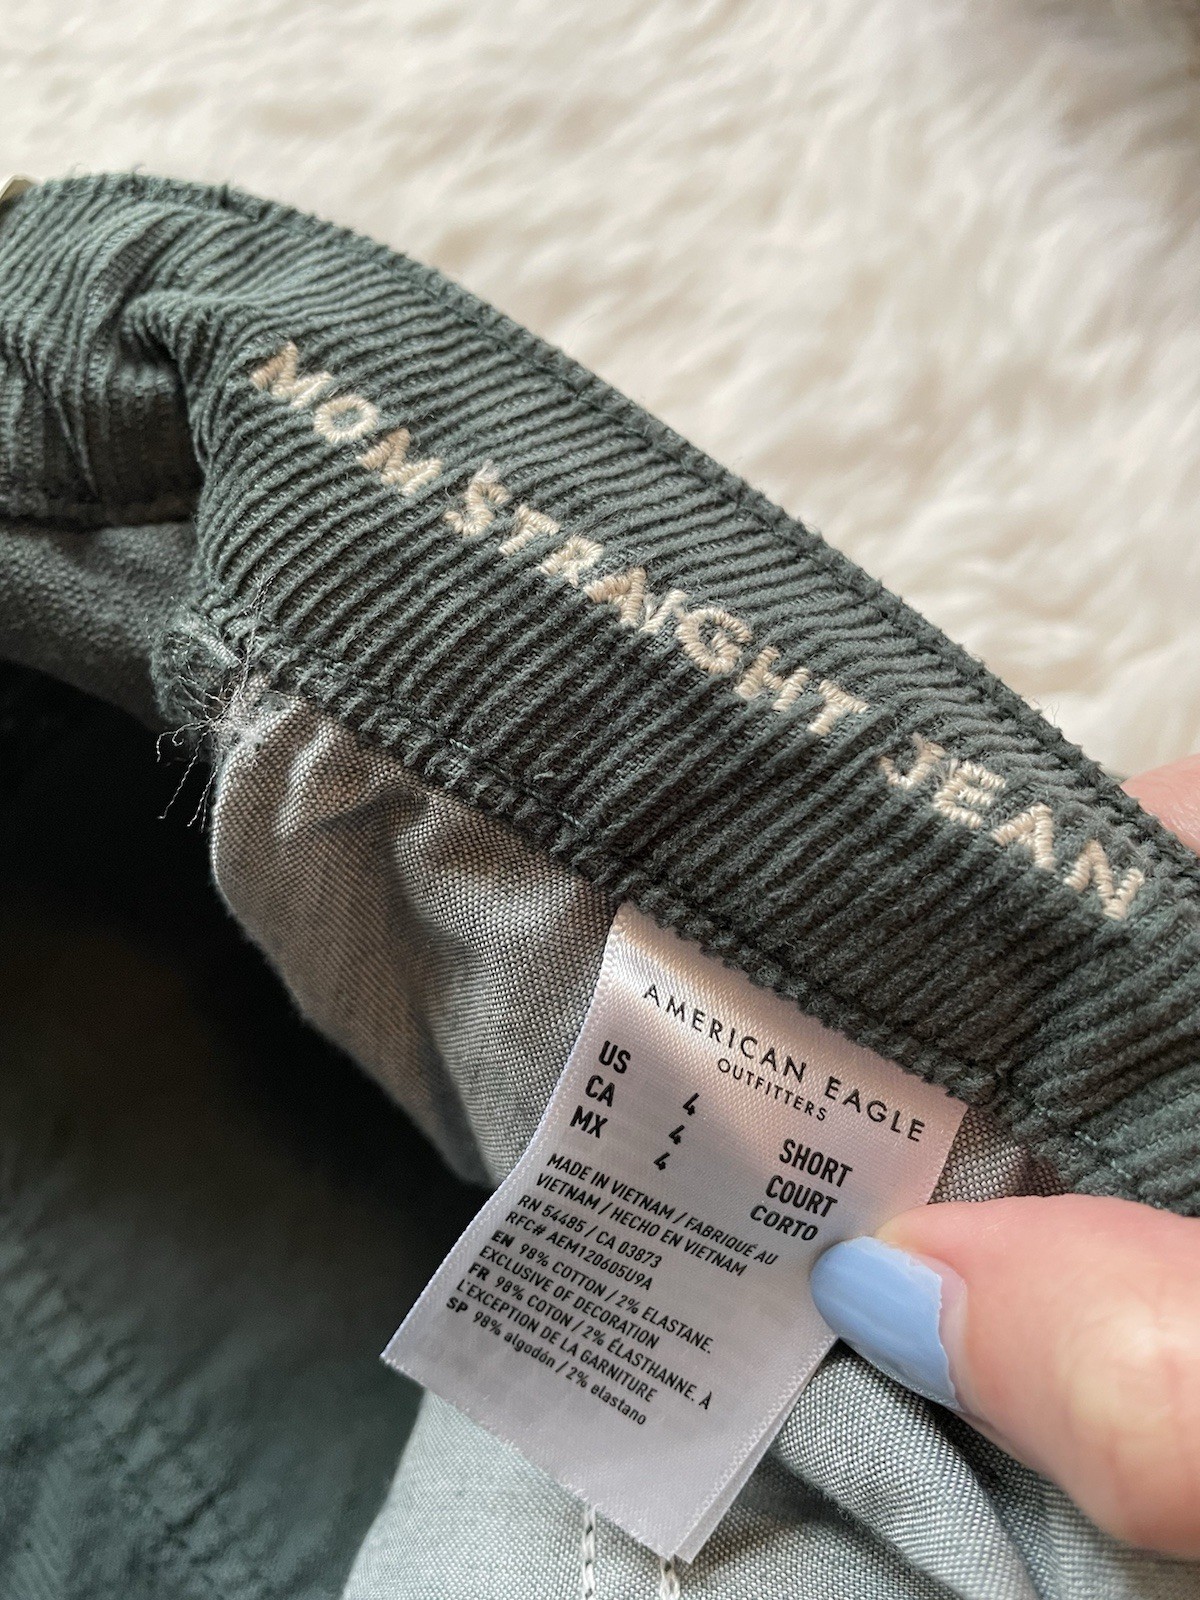 MOM STRAIGHT JEAN
AMERICAN EAGLE
OUTFITTERS
US 4 SHORT
CA 4 COURT
MX 4 CORTO
MADE IN VIETNAM / FABRIQUÉ AU
VIETNAM / HECHO EN VIETNAM
RN 54485 / CA 03873
RFC# AEM120605U9A
EN 98% COTTON / 2% ELASTANE.
EXCLUSIVE OF DECORATION
FR 98% COTON / 2% ÉLASTHANNE. À
L'EXCEPTION DE LA GARNITURE
SP 98% algodón / 2% elastano